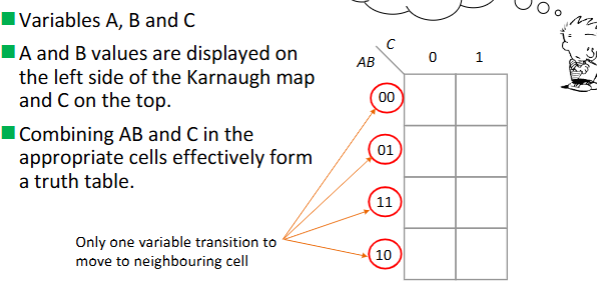 Variables A, B and C
A and B values are displayed on
the left side of the Karnaugh map
and C on the top.
Combining AB and C in the
appropriate cells effectively form
a truth table.
Only one variable transition to
move to neighbouring cell
C
AB
0 1
00
01
11
10